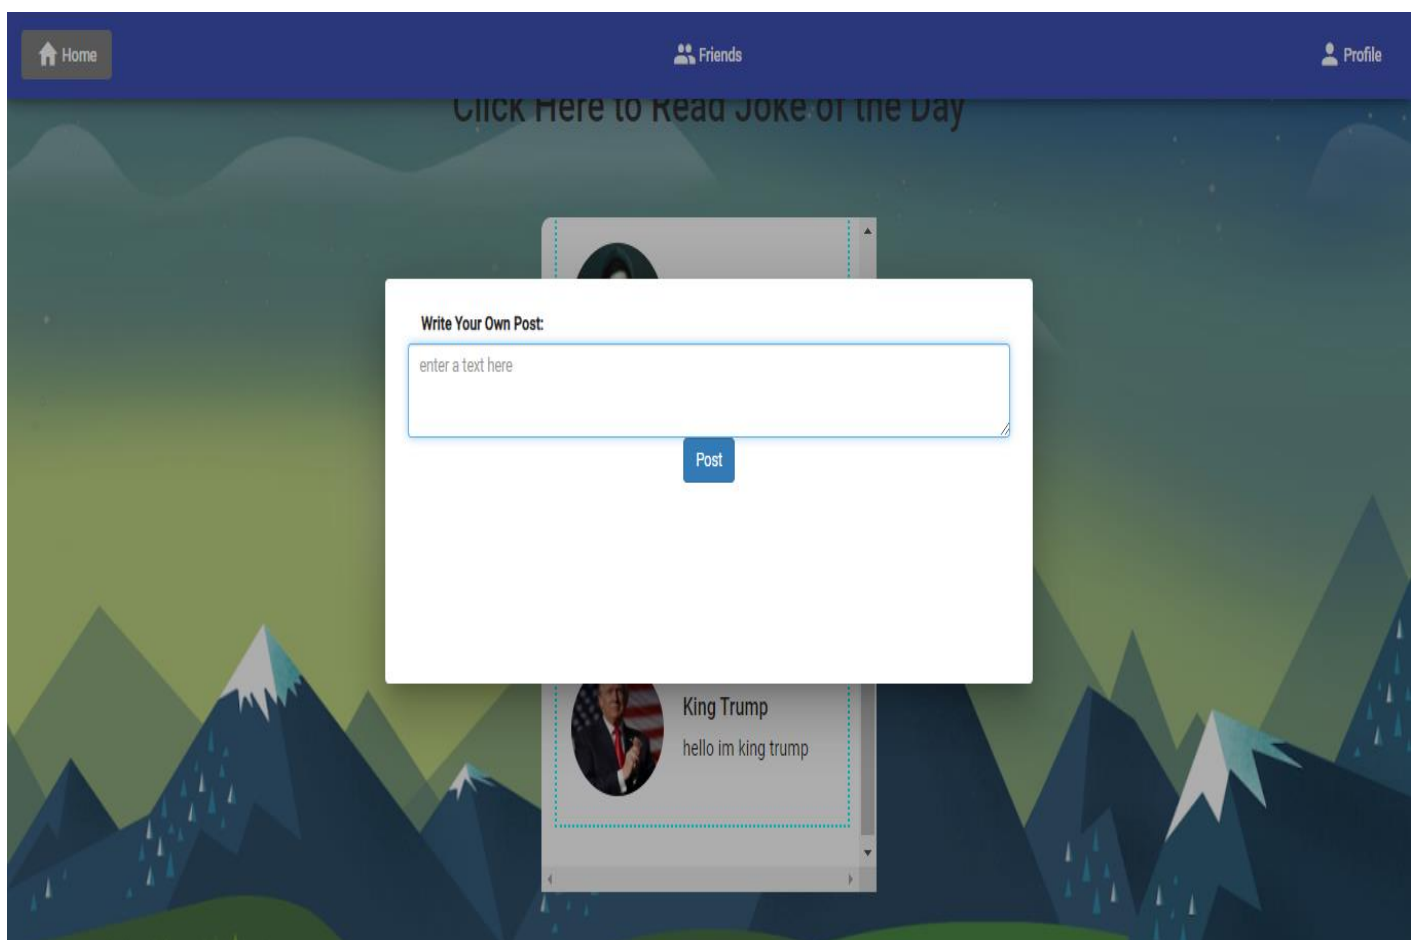 Home
Friends
Profile
Click Here to Read Joke of the Day
Write Your Own Post:
enter a text here
Post
King Trump
hello im king trump